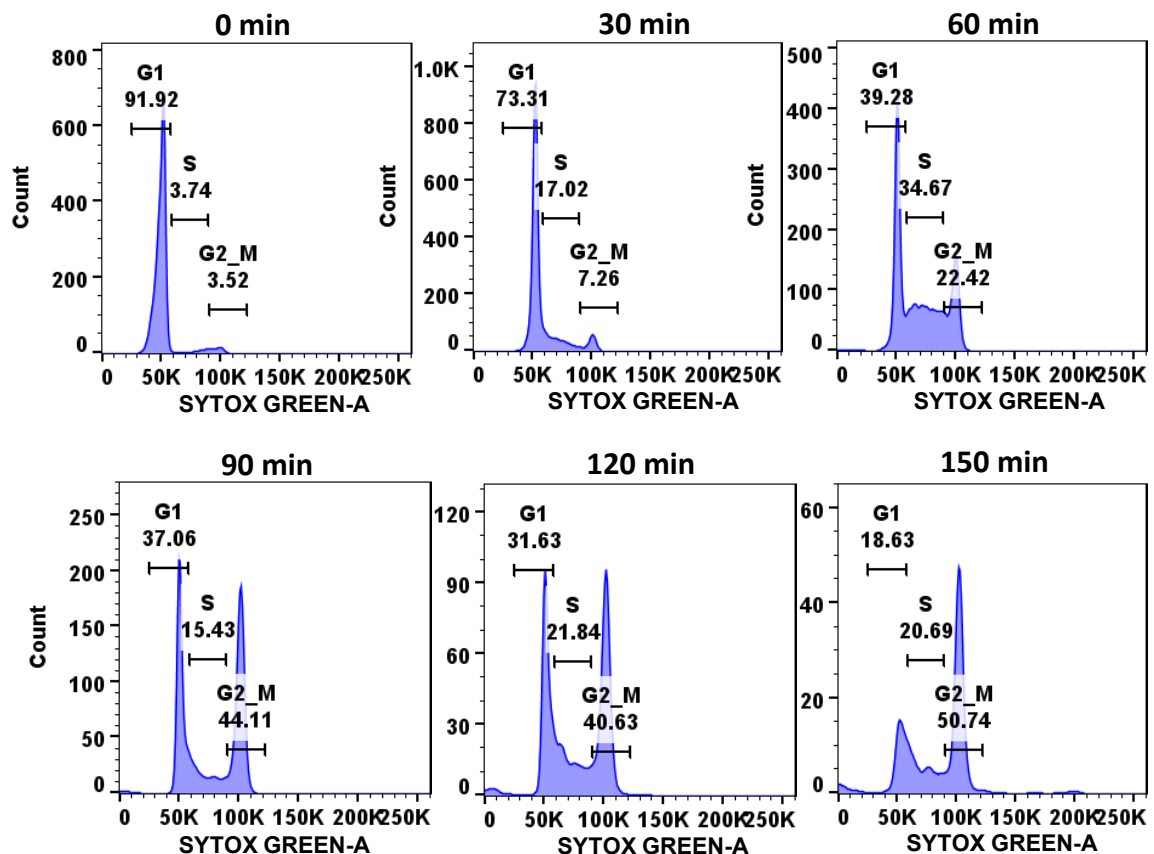 0 min
30 min
60 min
800
600
400
200
0
Count
G1
91.92
S
3.74
G2_M
3.52
0 50K 100K 150K 200K 250K
SYTOX GREEN-A
1.0K
800
600
400
200
0
Count
G1
73.31
S
17.02
G2_M
7.26
0 50K 100K 150K 200K 250K
SYTOX GREEN-A
500
400
300
200
100
0
Count
G1
39.28
S
34.67
G2_M
22.42
0 50K 100K 150K 200K 250K
SYTOX GREEN-A
90 min
120 min
150 min
250
200
150
100
50
0
Count
G1
37.06
S
15.43
G2_M
44.11
0 50K 100K 150K 200K 250K
SYTOX GREEN-A
120
90
60
30
0
G1
31.63
S
21.84
G2_M
40.63
0 50K 100K 150K 200K 250K
SYTOX GREEN-A
60
40
20
0
G1
18.63
S
20.69
G2_M
50.74
0 50K 100K 150K 200K 250K
SYTOX GREEN-A